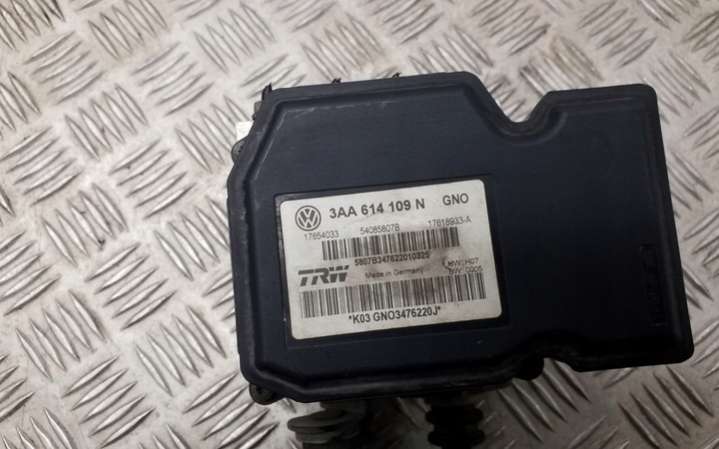 3AA 614 109 N GNO
17654033 54085807B 17618933-A
5807B347622010325
TRW Made in Germany HW: H07
SW: 0005
*K03 GNO3476220J*